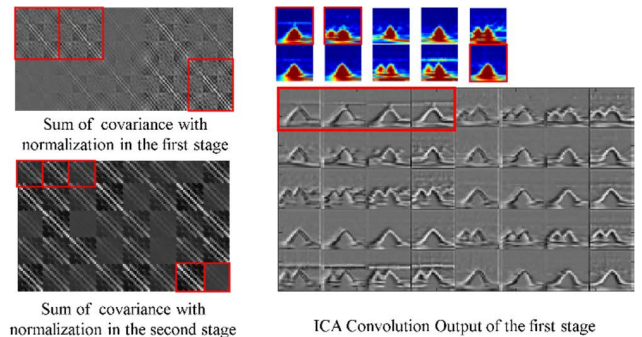 Sum of covariance with
normalization in the first stage
Sum of covariance with
normalization in the second stage
ICA Convolution Output of the first stage